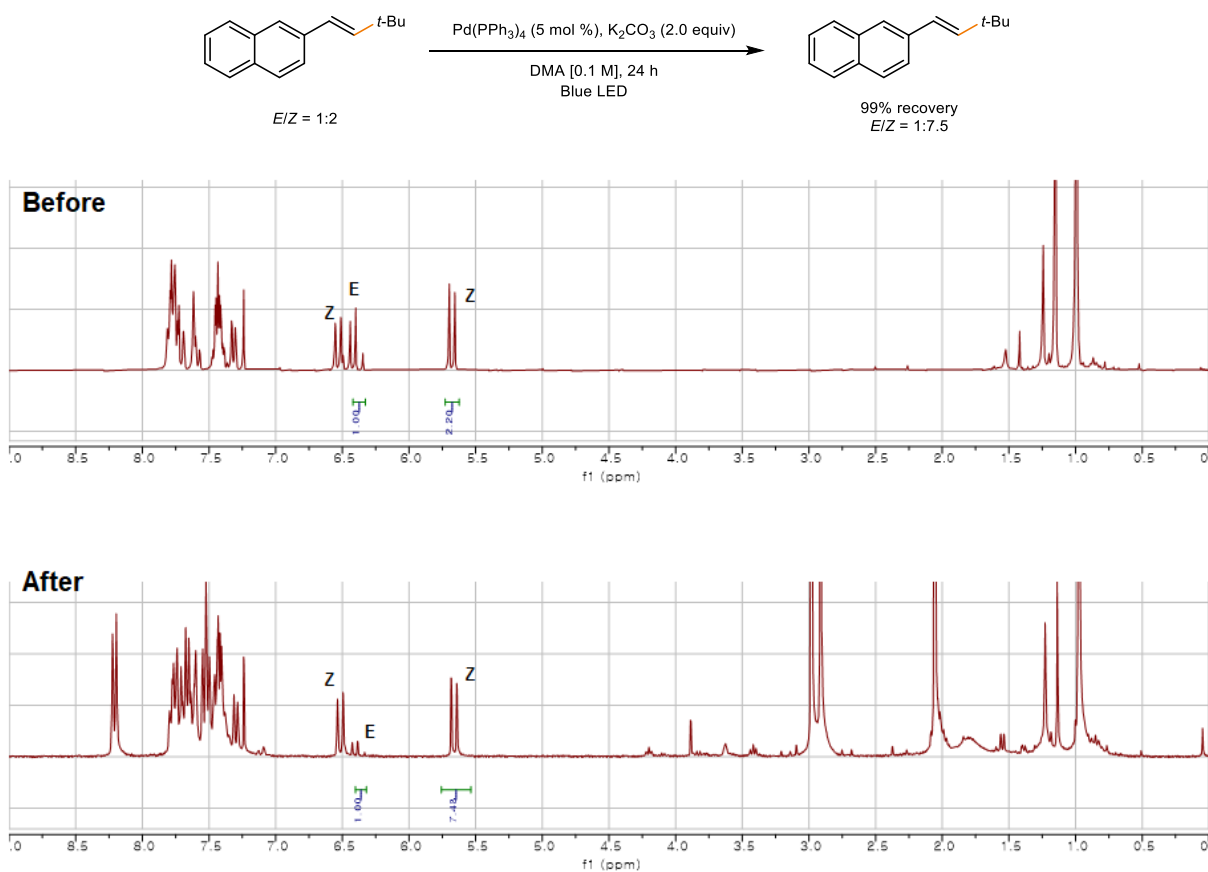 t-Bu
Pd(PPh3)4 (5 mol %), K2CO3 (2.0 equiv)
t-Bu
DMA [0.1 M], 24 h
Blue LED
E/Z = 1:2
99% recovery
E/Z = 1:7.5
Before
E
Z
Z
1.00
2.20
.0 8.5 8.0 7.5 7.0 6.5 6.0 5.5 5.0 4.5 4.0 3.5 3.0 2.5 2.0 1.5 1.0 0.5 0
f1 (ppm)
After
Z
Z
E
1.00
7.48
.0 8.5 8.0 7.5 7.0 6.5 6.0 5.5 5.0 4.5 4.0 3.5 3.0 2.5 2.0 1.5 1.0 0.5 0
f1 (ppm)